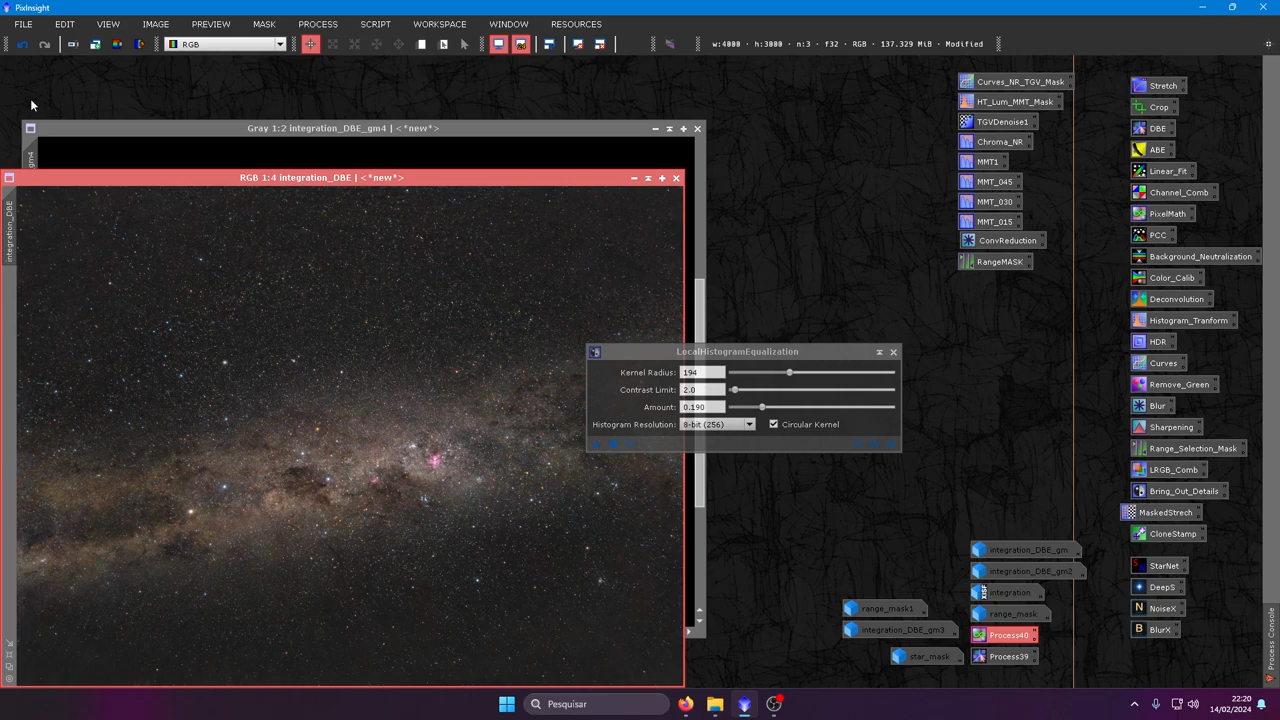 PixInsight
FILE EDIT VIEW IMAGE PREVIEW MASK PROCESS SCRIPT WORKSPACE WINDOW RESOURCES
RGB
w:4000 · h:3000 · n:3 · f32 · RGB · 137.329 MiB · Modified
Gray 1:2 integration_DBE_gm4 | <*new*>
RGB 1:4 integration_DBE | <*new*>
integration_DBE
gm4
LocalHistogramEqualization
Kernel Radius: 194
Contrast Limit: 2.0
Amount: 0.190
Histogram Resolution: 8-bit (256)
Circular Kernel
Curves_NR_TGV_Mask
HT_Lum_MMT_Mask
TGVDenoise1
Chroma_NR
MMT1
MMT_045
MMT_030
MMT_015
ConvReduction
RangeMASK
Stretch
Crop
DBE
ABE
Linear_Fit
Channel_Comb
PixelMath
PCC
Background_Neutralization
Color_Calib
Deconvolution
Histogram_Tranform
HDR
Curves
Remove_Green
Blur
Sharpening
Range_Selection_Mask
LRGB_Comb
Bring_Out_Details
MaskedStrech
CloneStamp
StarNet
DeepS
NoiseX
BlurX
integration_DBE_gm
integration_DBE_gm2
integration
range_mask
Process40
Process39
range_mask1
integration_DBE_gm3
star_mask
Process Console
Pesquisar
22:20
14/02/2024